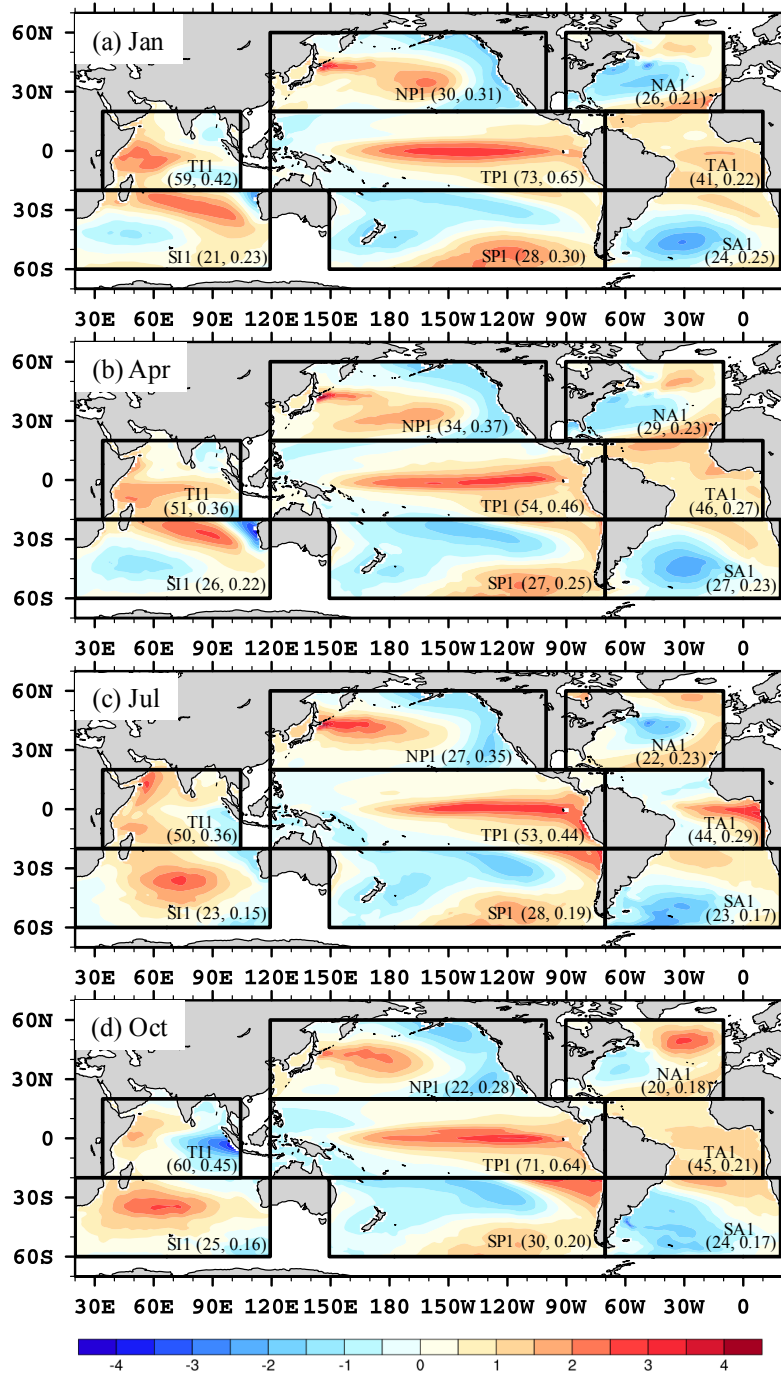 (a) Jan
60N
30N
0
30S
60S
NP1 (30, 0.31)
NA1
(26, 0.21)
TI1
(59, 0.42)
TP1 (73, 0.65)
TA1
(41, 0.22)
SI1 (21, 0.23)
SP1 (28, 0.30)
SA1
(24, 0.25)
30E 60E 90E 120E 150E 180 150W 120W 90W 60W 30W 0
(b) Apr
60N
30N
0
30S
60S
NP1 (34, 0.37)
NA1
(29, 0.23)
TI1
(51, 0.36)
TP1 (54, 0.46)
TA1
(46, 0.27)
SI1 (26, 0.22)
SP1 (27, 0.25)
SA1
(27, 0.23)
30E 60E 90E 120E 150E 180 150W 120W 90W 60W 30W 0
(c) Jul
60N
30N
0
30S
60S
NP1 (27, 0.35)
NA1
(22, 0.23)
TI1
(50, 0.36)
TP1 (53, 0.44)
TA1
(44, 0.29)
SI1 (23, 0.15)
SP1 (28, 0.19)
SA1
(23, 0.17)
30E 60E 90E 120E 150E 180 150W 120W 90W 60W 30W 0
(d) Oct
60N
30N
0
30S
60S
NP1 (22, 0.28)
NA1
(20, 0.18)
TI1
(60, 0.45)
TP1 (71, 0.64)
TA1
(45, 0.21)
SI1 (25, 0.16)
SP1 (30, 0.20)
SA1
(24, 0.17)
30E 60E 90E 120E 150E 180 150W 120W 90W 60W 30W 0
-4 -3 -2 -1 0 1 2 3 4